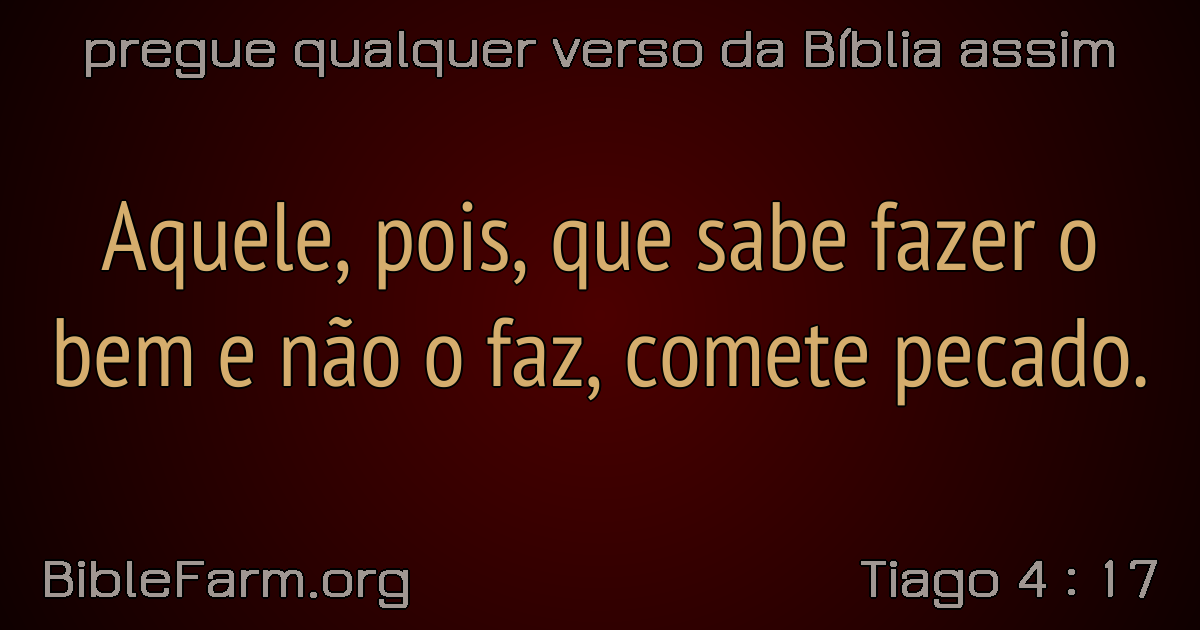 pregue qualquer verso da Bíblia assim
Aquele, pois, que sabe fazer o
bem e não o faz, comete pecado.
BibleFarm.org
Tiago 4 : 17